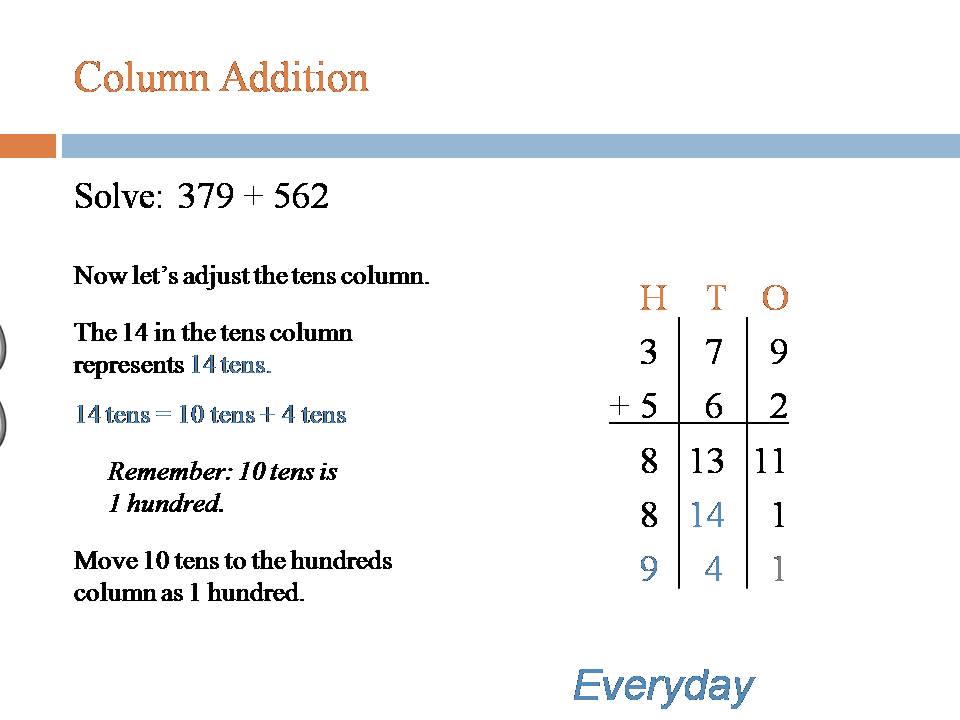 Column Addition
Solve: 379 + 562
Now let’s adjust the tens column.
The 14 in the tens column
represents 14 tens.
14 tens = 10 tens + 4 tens
Remember: 10 tens is
1 hundred.
Move 10 tens to the hundreds
column as 1 hundred.
H T O
3 7 9
+ 5 6 2
8 13 11
8 14 1
9 4 1
Everyday